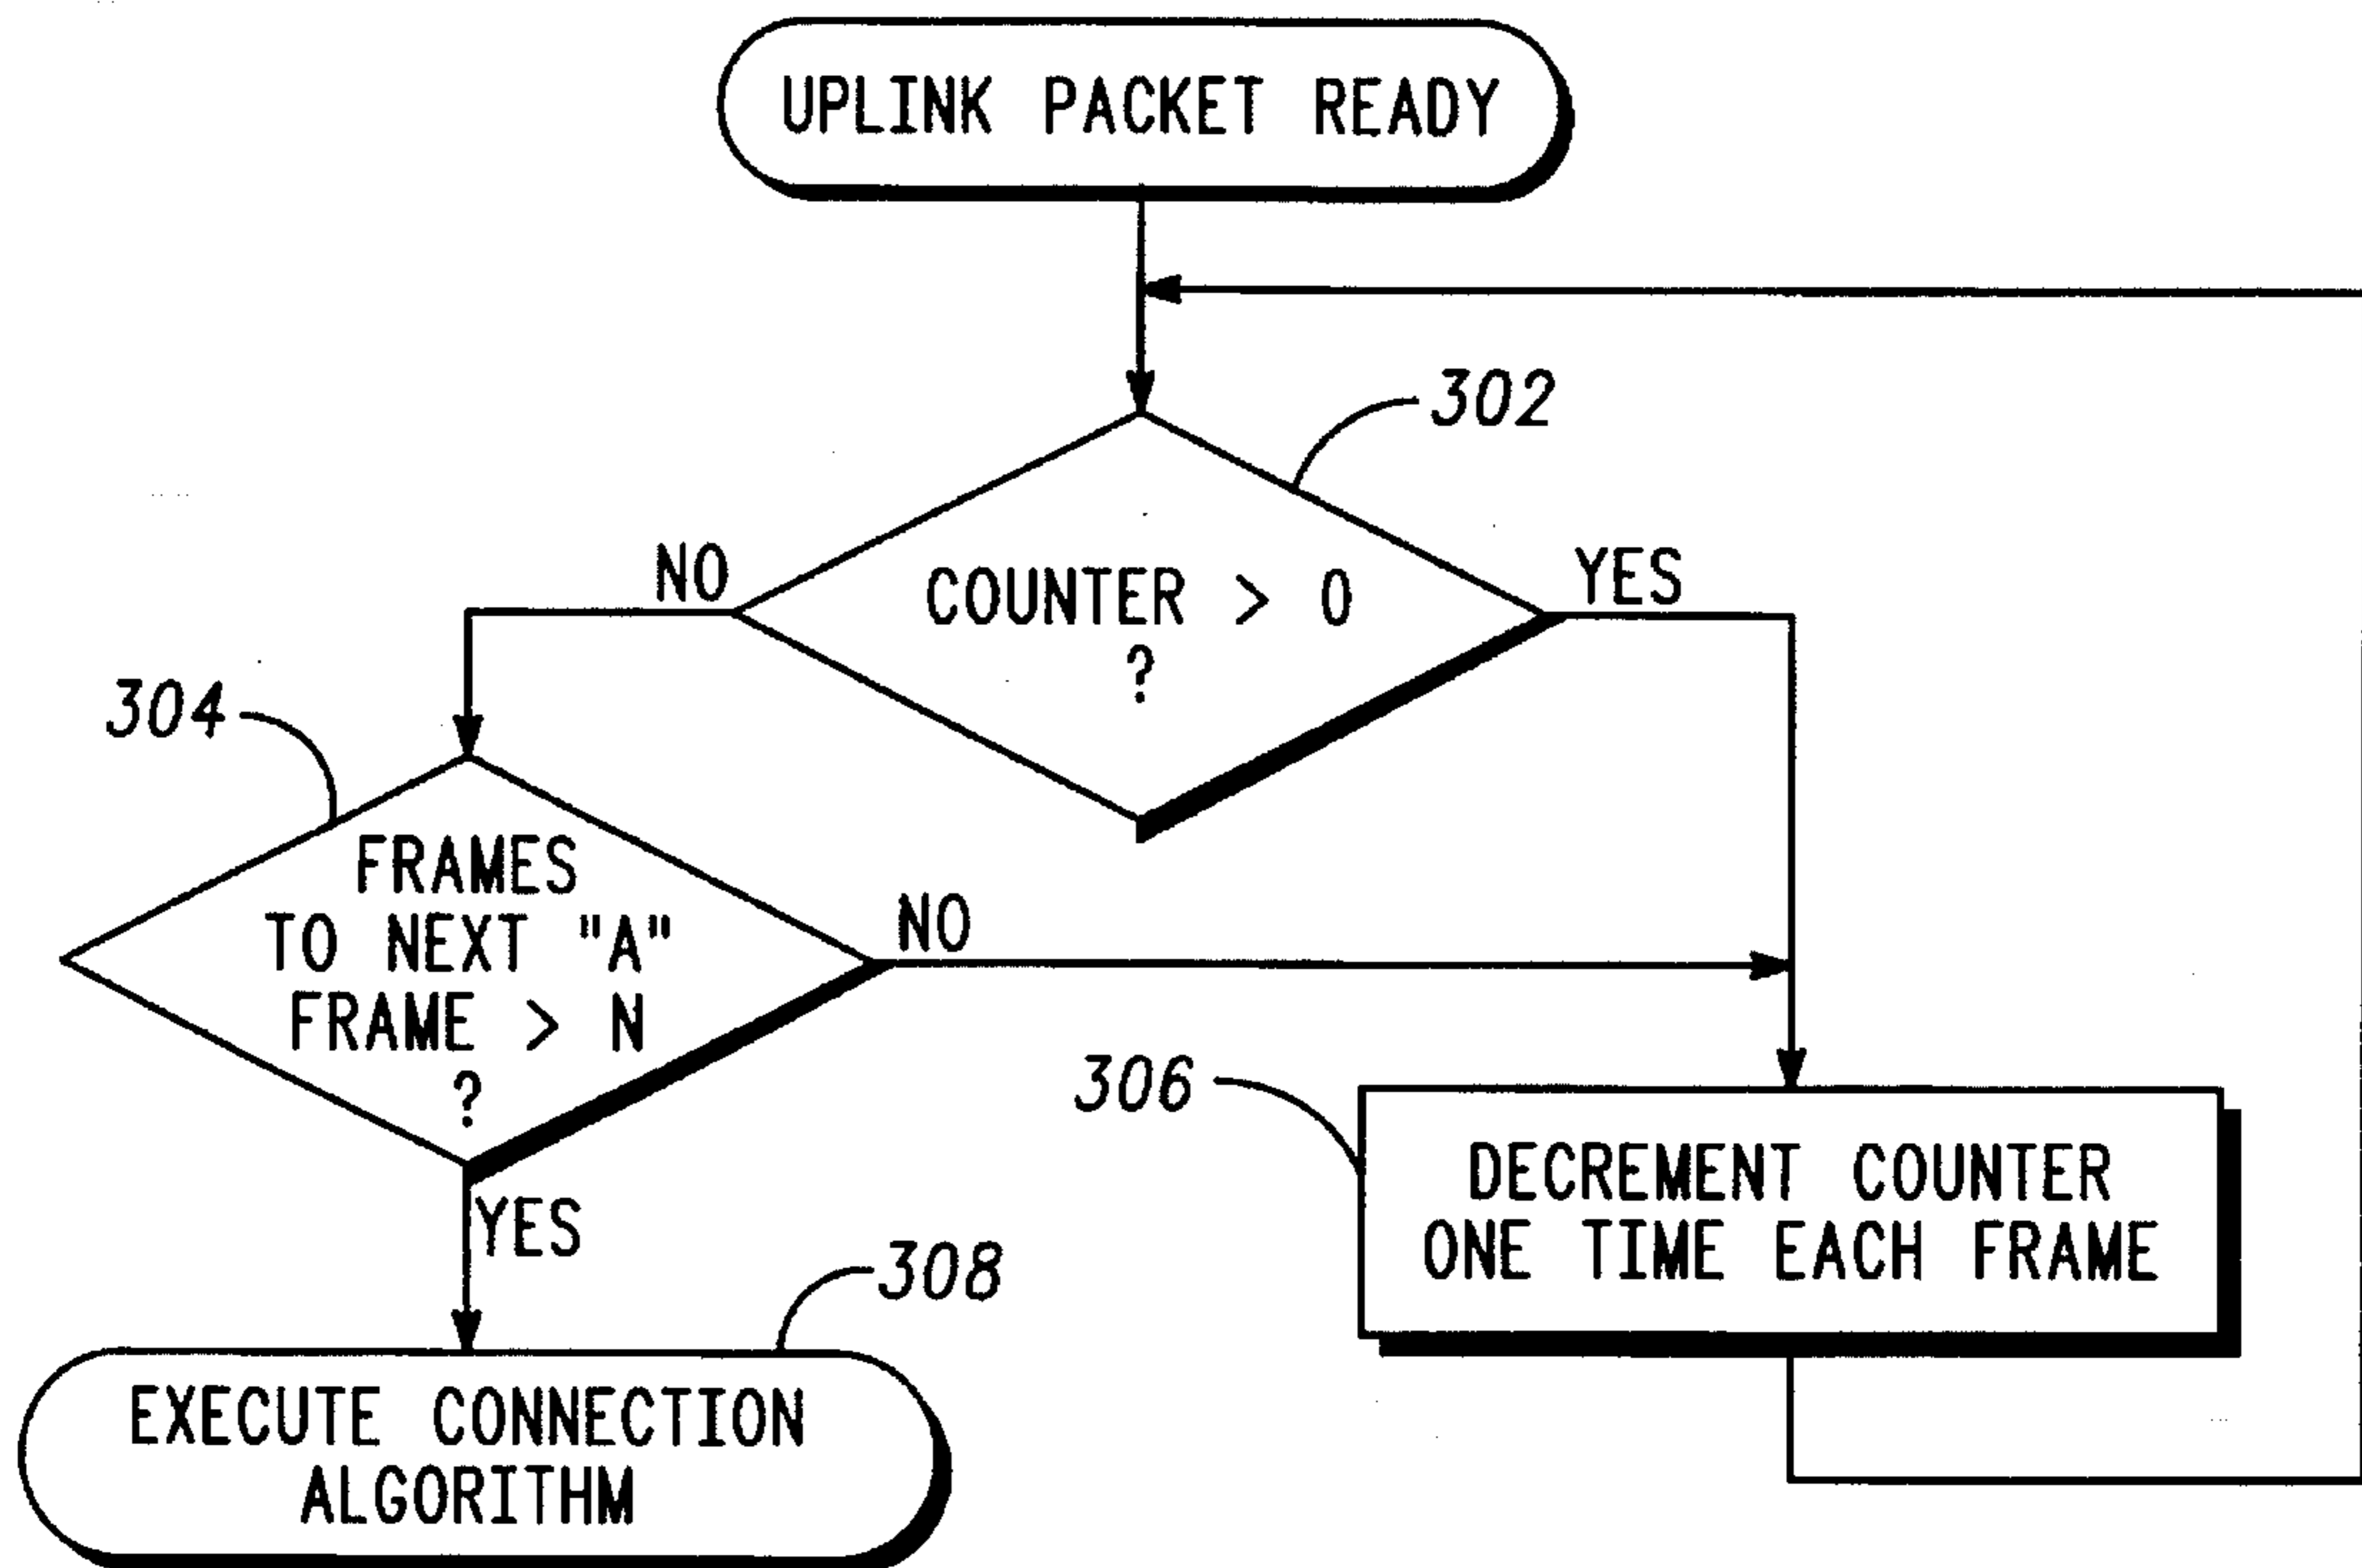 UPLINK PACKET READY
302
NO
COUNTER > 0
?
YES
304
FRAMES
TO NEXT "A"
FRAME > N
?
NO
YES
306
DECREMENT COUNTER
ONE TIME EACH FRAME
308
EXECUTE CONNECTION
ALGORITHM